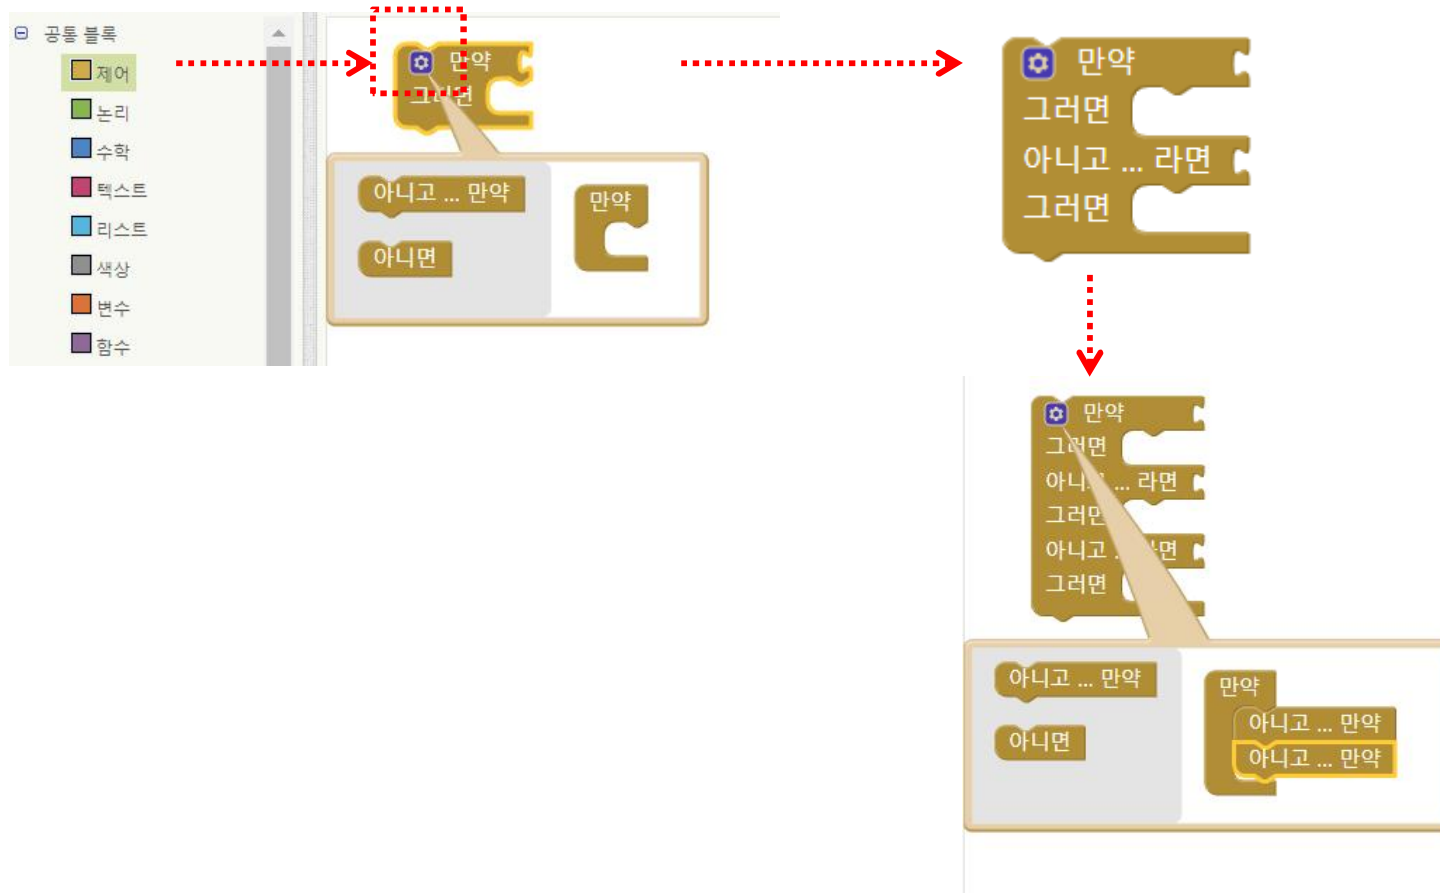 공통 블록
제어
논리
수학
텍스트
리스트
색상
변수
함수
만약
그러면
아니고 ... 만약
아니면
만약
만약
그러면
아니고 ... 라면
그러면
만약
그러면
아니고 ... 라면
그러면
아니고 ... 라면
그러면
아니고 ... 만약
아니면
만약
아니고 ... 만약
아니고 ... 만약